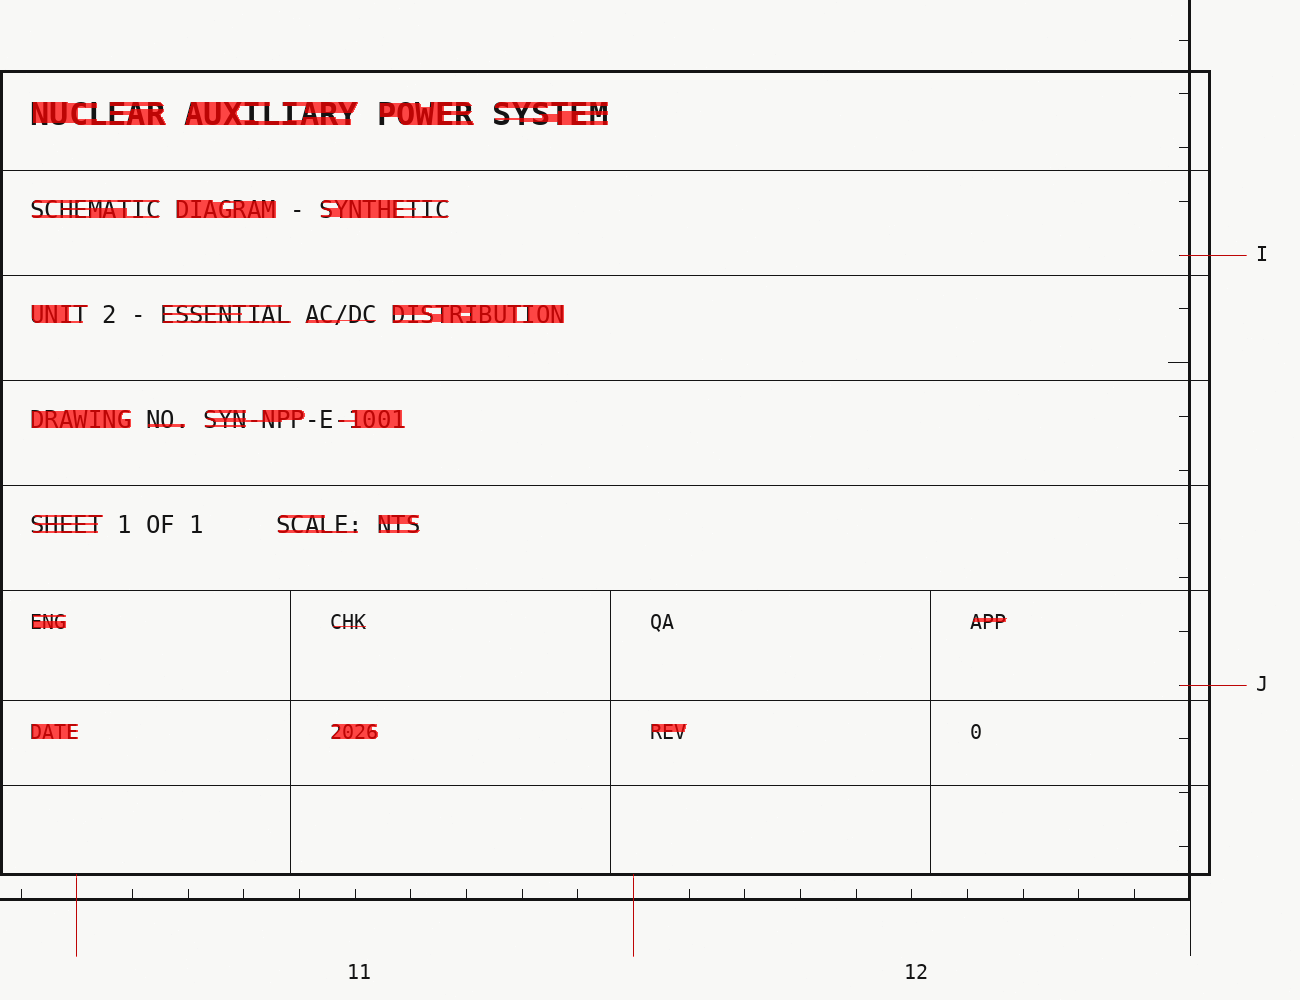 NUCLEAR AUXILIARY POWER SYSTEM
SCHEMATIC DIAGRAM - SYNTHETIC
I
UNIT 2 - ESSENTIAL AC/DC DISTRIBUTION
DRAWING NO. SYN-NPP-E-1001
SHEET 1 OF 1 SCALE: NTS
ENG CHK QA APP
J
DATE 2026 REV 0
11 12